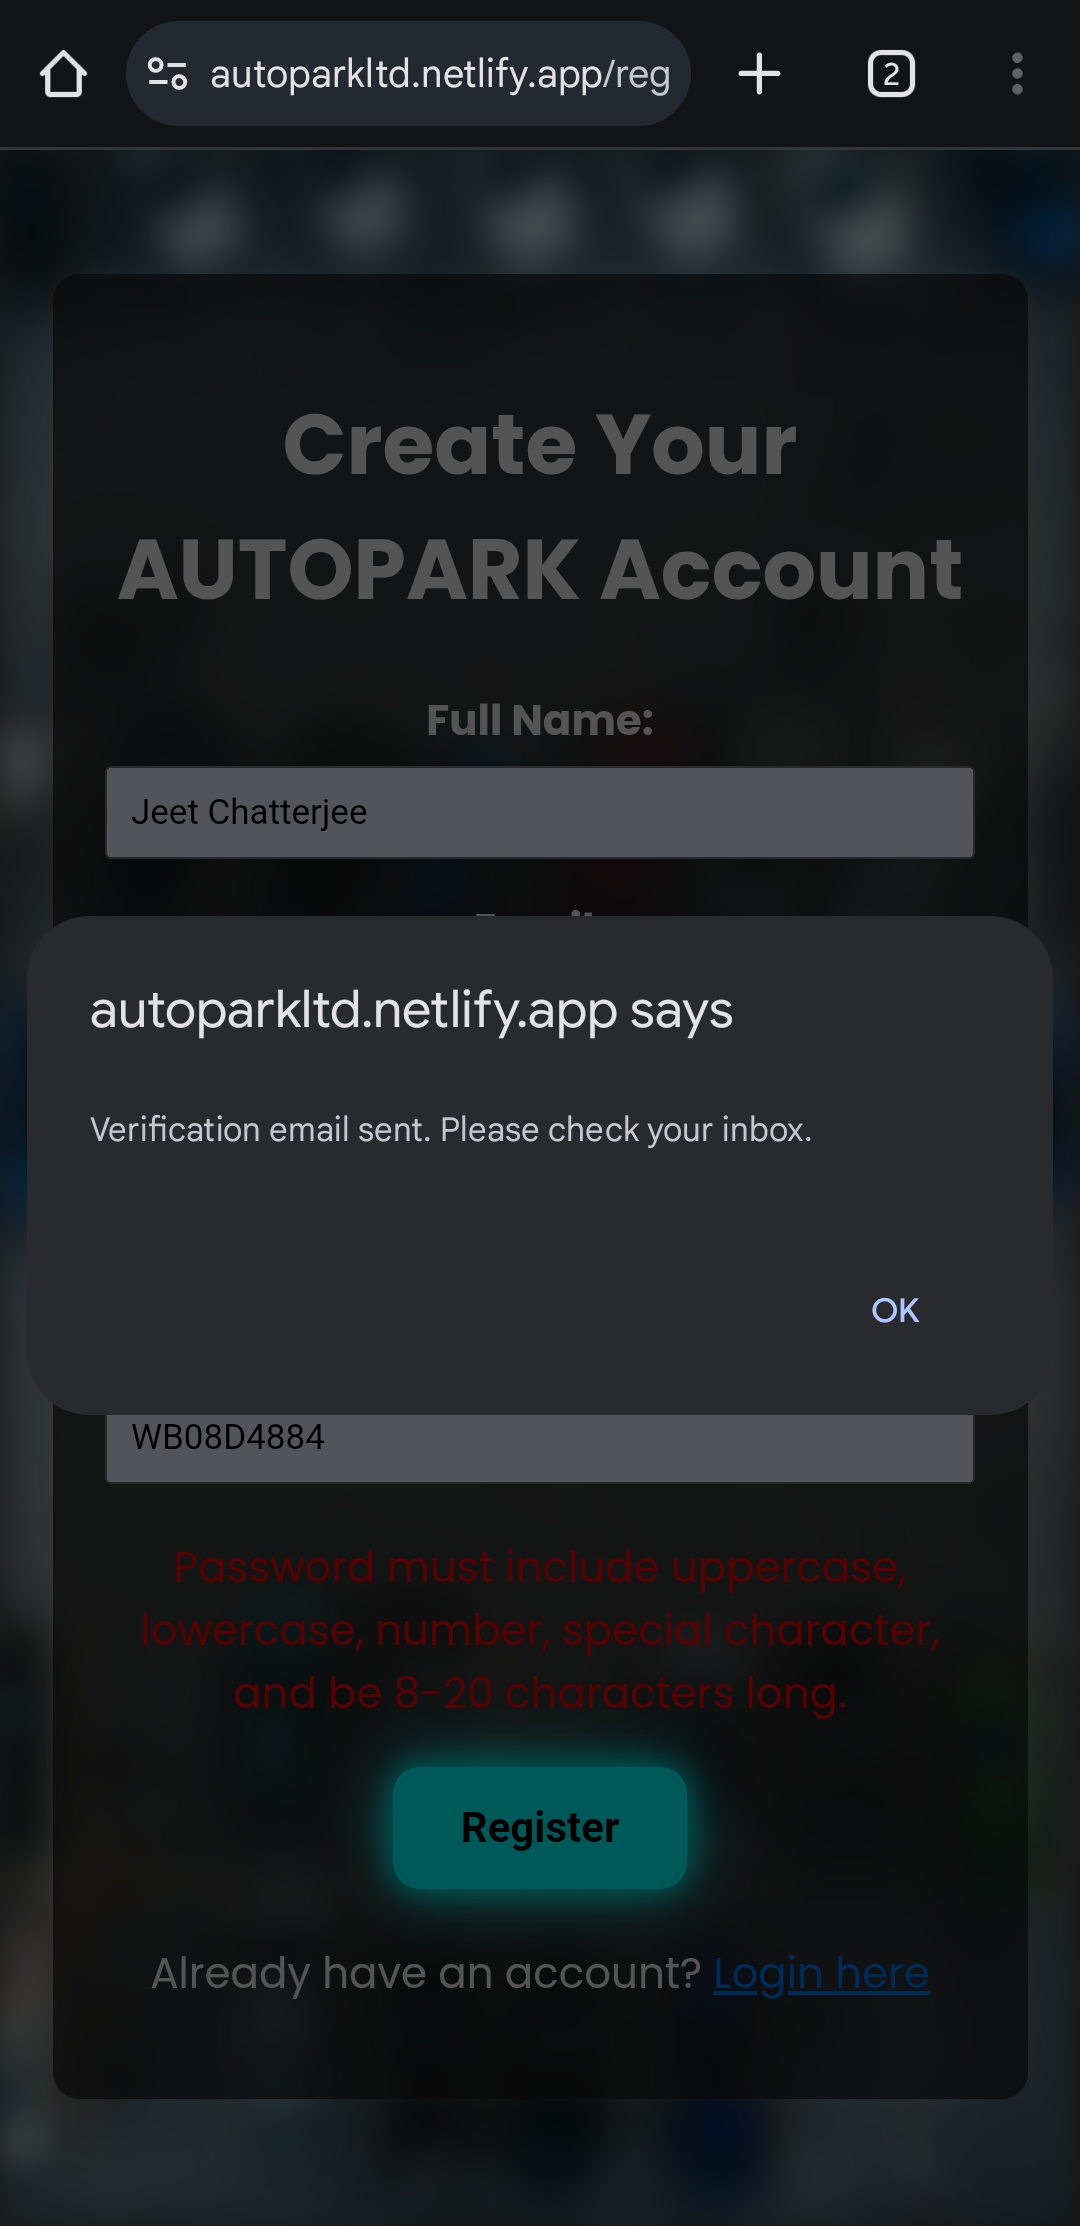 autoparkltd.netlify.app/reg
2
Create Your
AUTOPARK Account
Full Name:
Jeet Chatterjee
autoparkltd.netlify.app says
Verification email sent. Please check your inbox.
OK
WB08D4884
Password must include uppercase,
lowercase, number, special character,
and be 8-20 characters long.
Register
Already have an account? Login here